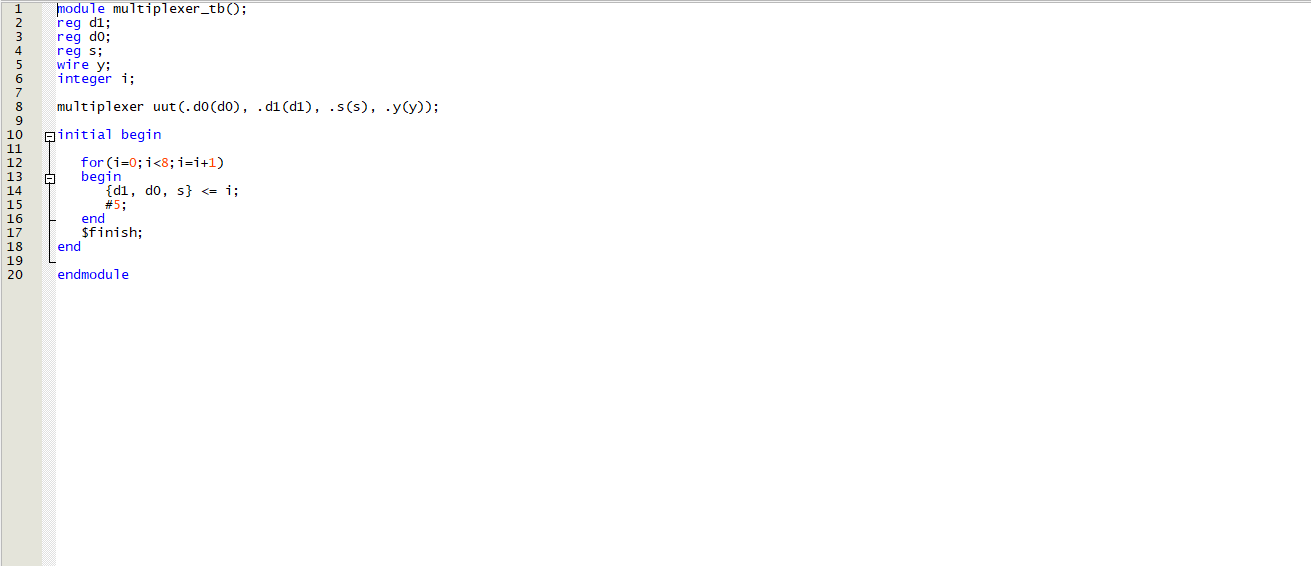 1 module multiplexer_tb();
2 reg d1;
3 reg d0;
4 reg s;
5 wire y;
6 integer i;
7
8 multiplexer uut(.d0(d0), .d1(d1), .s(s), .y(y));
9
10 initial begin
11
12 for(i=0;i<8;i=i+1)
13 begin
14 {d1, d0, s} <= i;
15 #5;
16 end
17 $finish;
18 end
19
20 endmodule